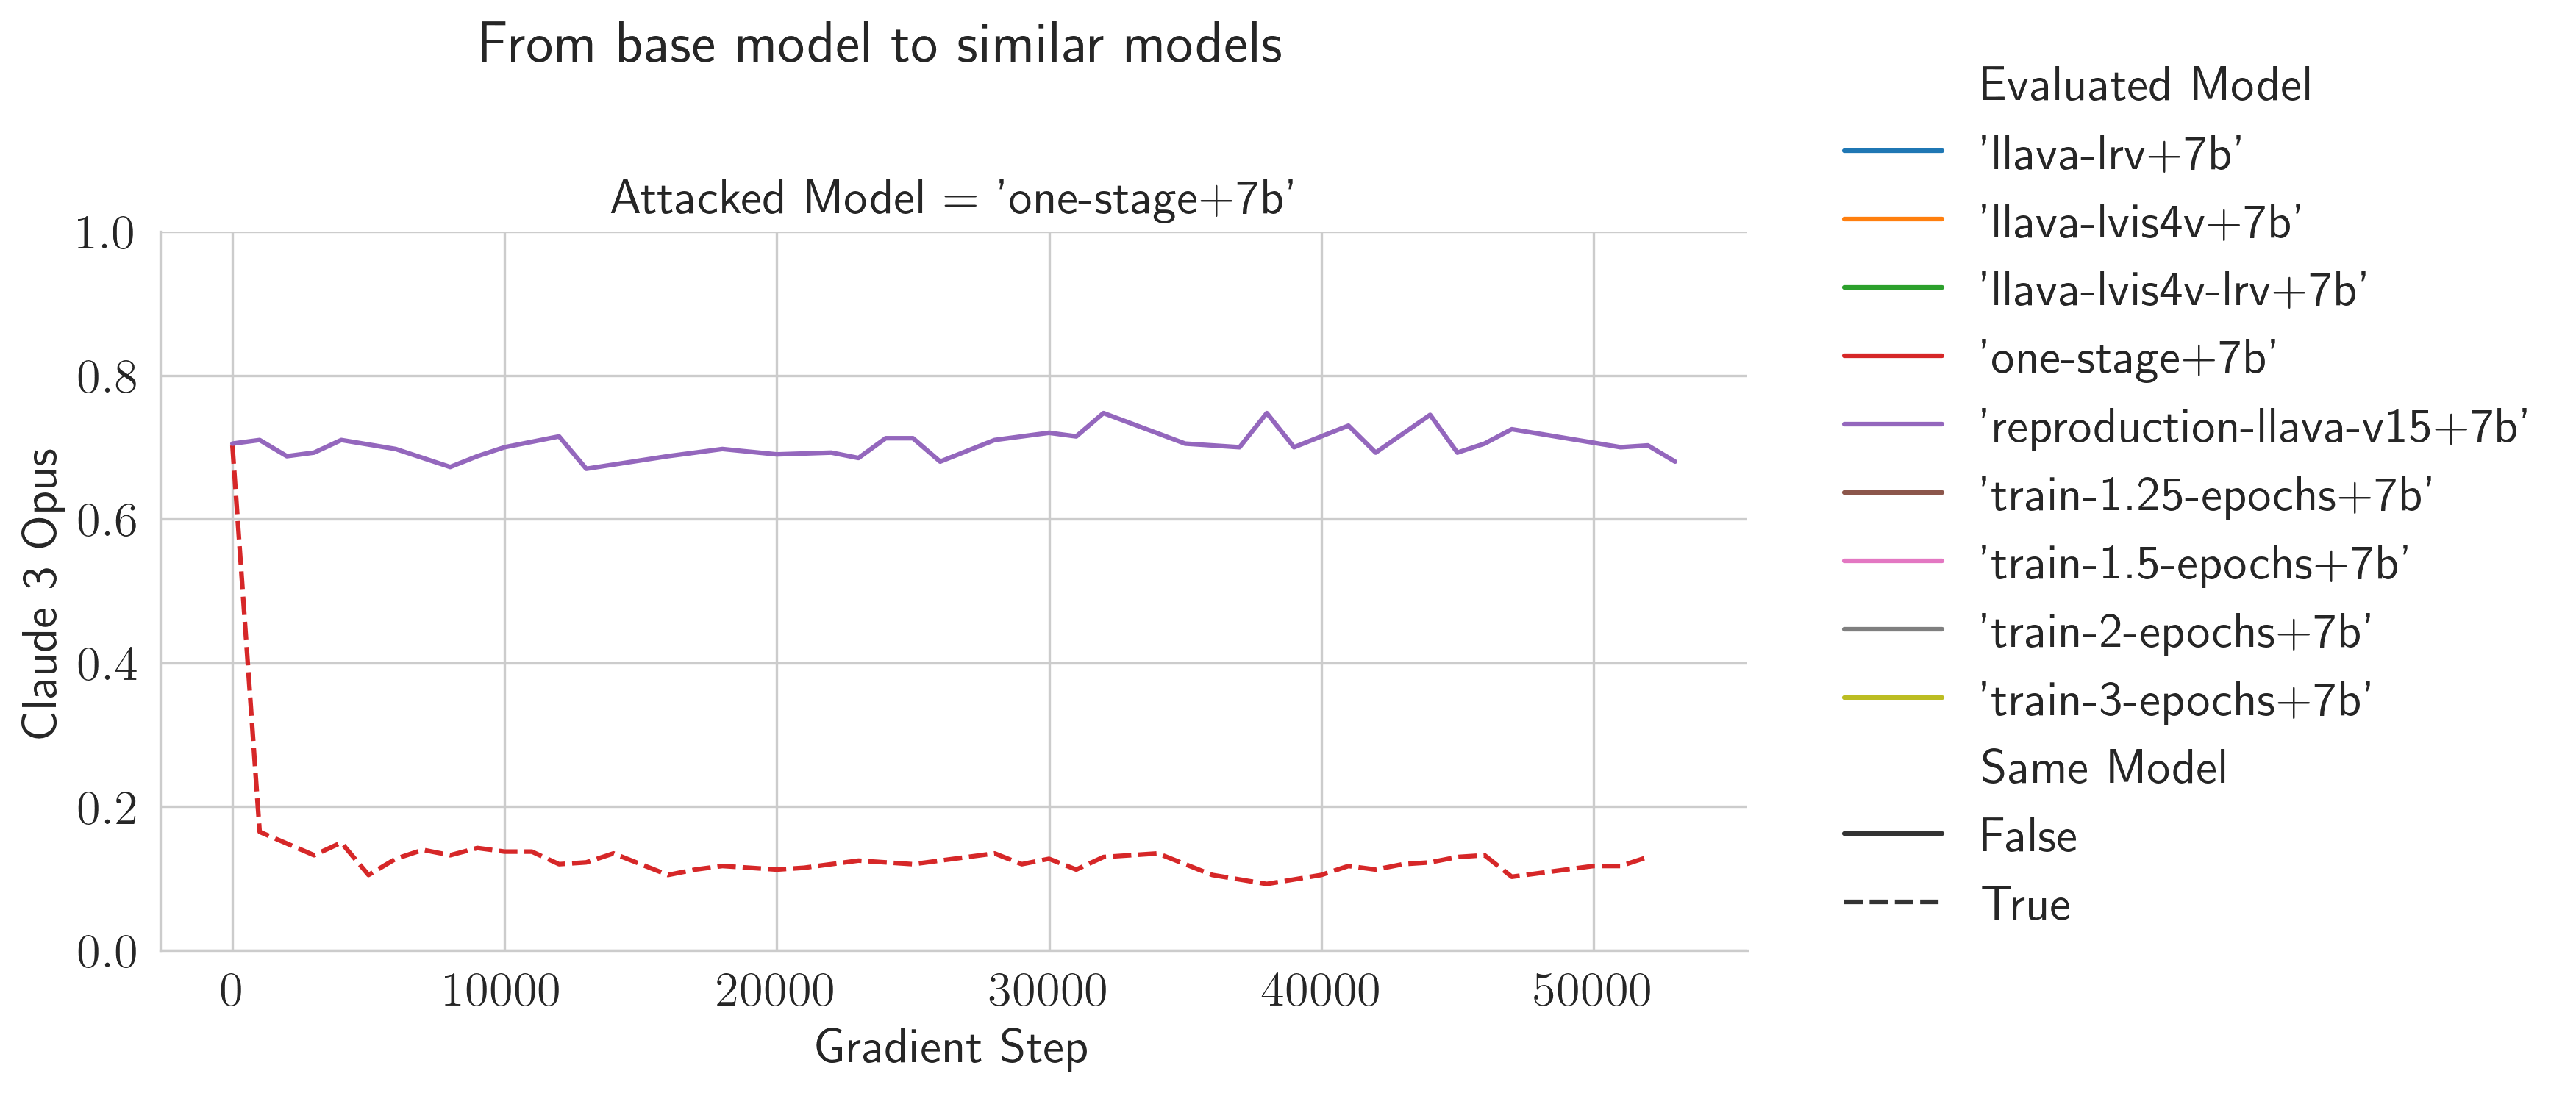 From base model to similar models
Attacked Model = 'one-stage+7b'
1.0
0.8
0.6
0.4
0.2
0.0
Claude 3 Opus
0 10000 20000 30000 40000 50000
Gradient Step
Evaluated Model
'llava-lrv+7b'
'llava-lvis4v+7b'
'llava-lvis4v-lrv+7b'
'one-stage+7b'
'reproduction-llava-v15+7b'
'train-1.25-epochs+7b'
'train-1.5-epochs+7b'
'train-2-epochs+7b'
'train-3-epochs+7b'
Same Model
False
True